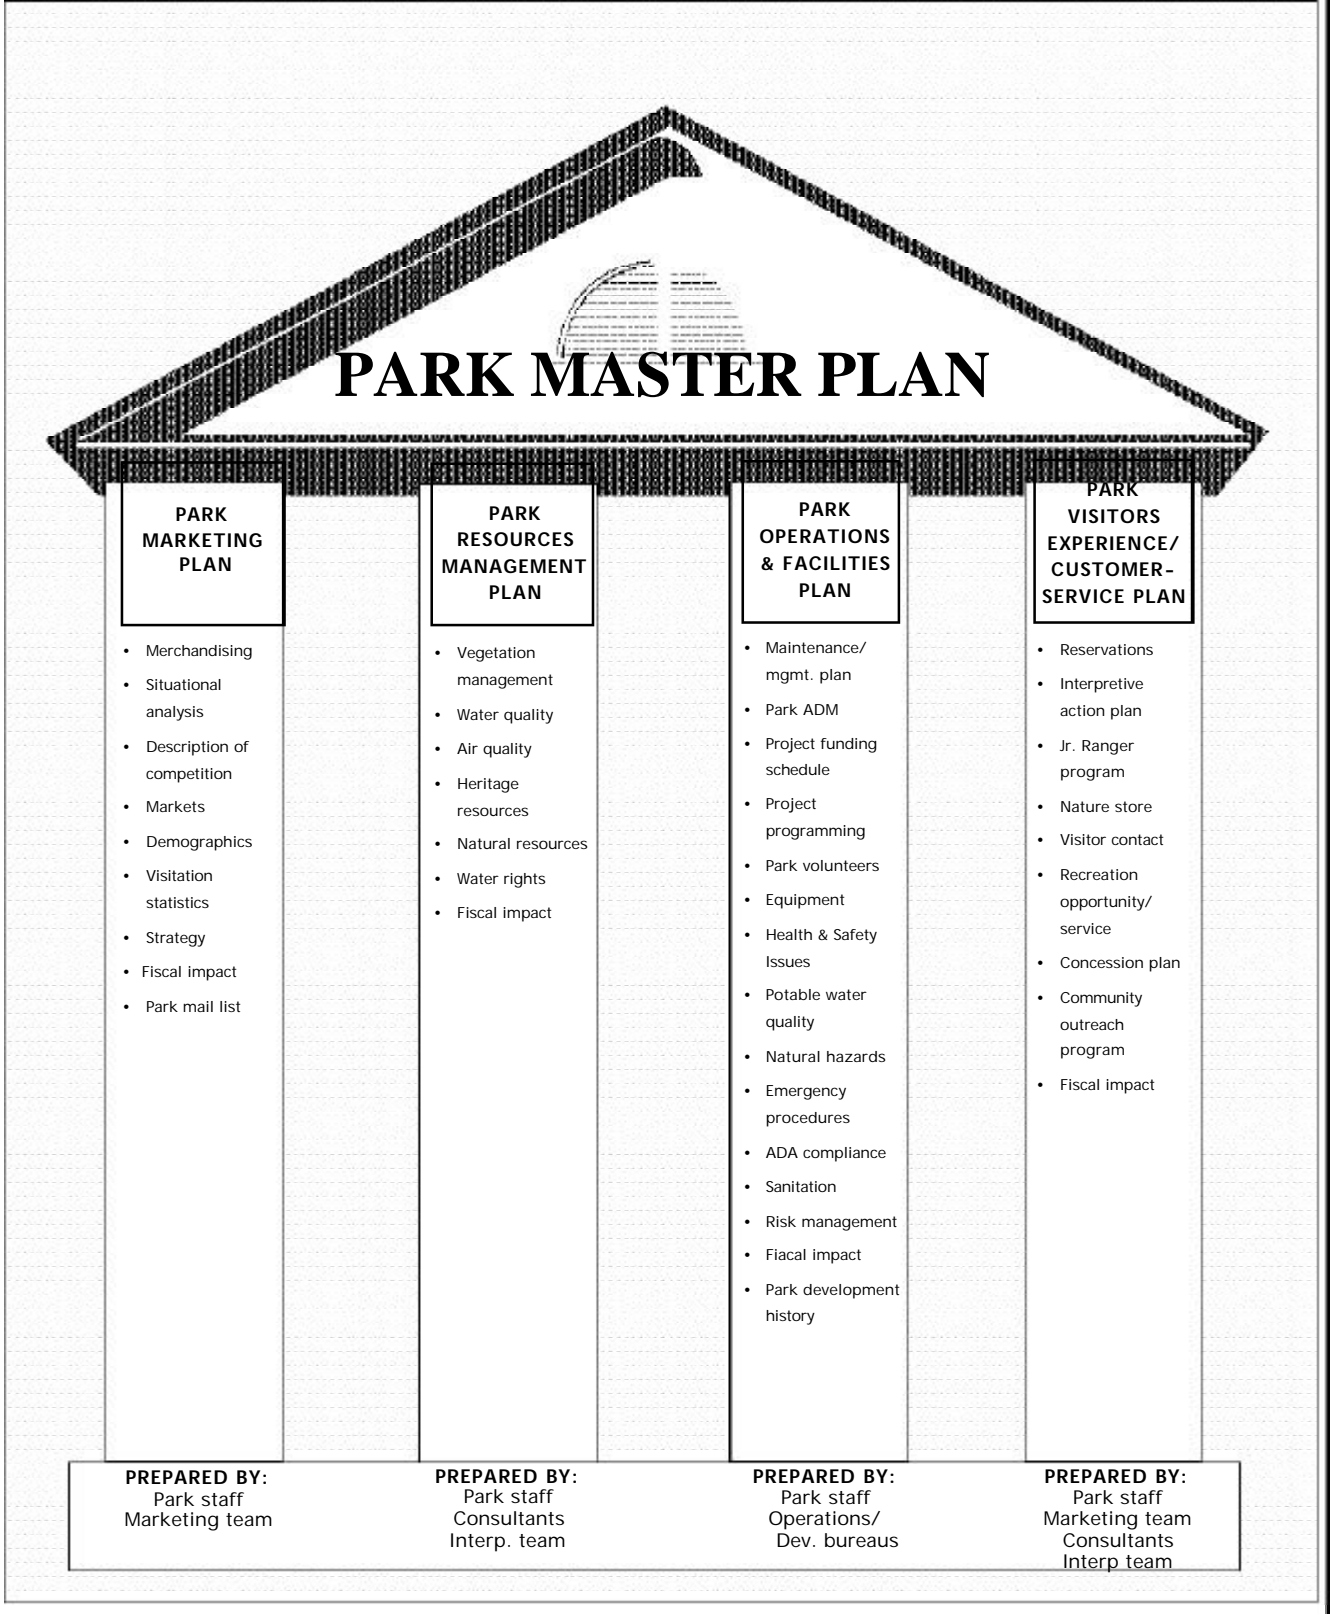 PARK MASTER PLAN
PARK
MARKETING
PLAN
• Merchandising
• Situational
analysis
• Description of
competition
• Markets
• Demographics
• Visitation
statistics
• Strategy
• Fiscal impact
• Park mail list
PREPARED BY:
Park staff
Marketing team
PARK
RESOURCES
MANAGEMENT
PLAN
• Vegetation
management
• Water quality
• Air quality
• Heritage
resources
• Natural resources
• Water rights
• Fiscal impact
PREPARED BY:
Park staff
Consultants
Interp. team
PARK
OPERATIONS
& FACILITIES
PLAN
• Maintenance/
mgmt. plan
• Park ADM
• Project funding
schedule
• Project
programming
• Park volunteers
• Equipment
• Health & Safety
Issues
• Potable water
quality
• Natural hazards
• Emergency
procedures
• ADA compliance
• Sanitation
• Risk management
• Fiacal impact
• Park development
history
PREPARED BY:
Park staff
Operations/
Dev. bureaus
PARK
VISITORS
EXPERIENCE/
CUSTOMER-
SERVICE PLAN
• Reservations
• Interpretive
action plan
• Jr. Ranger
program
• Nature store
• Visitor contact
• Recreation
opportunity/
service
• Concession plan
• Community
outreach
program
• Fiscal impact
PREPARED BY:
Park staff
Marketing team
Consultants
Interp team